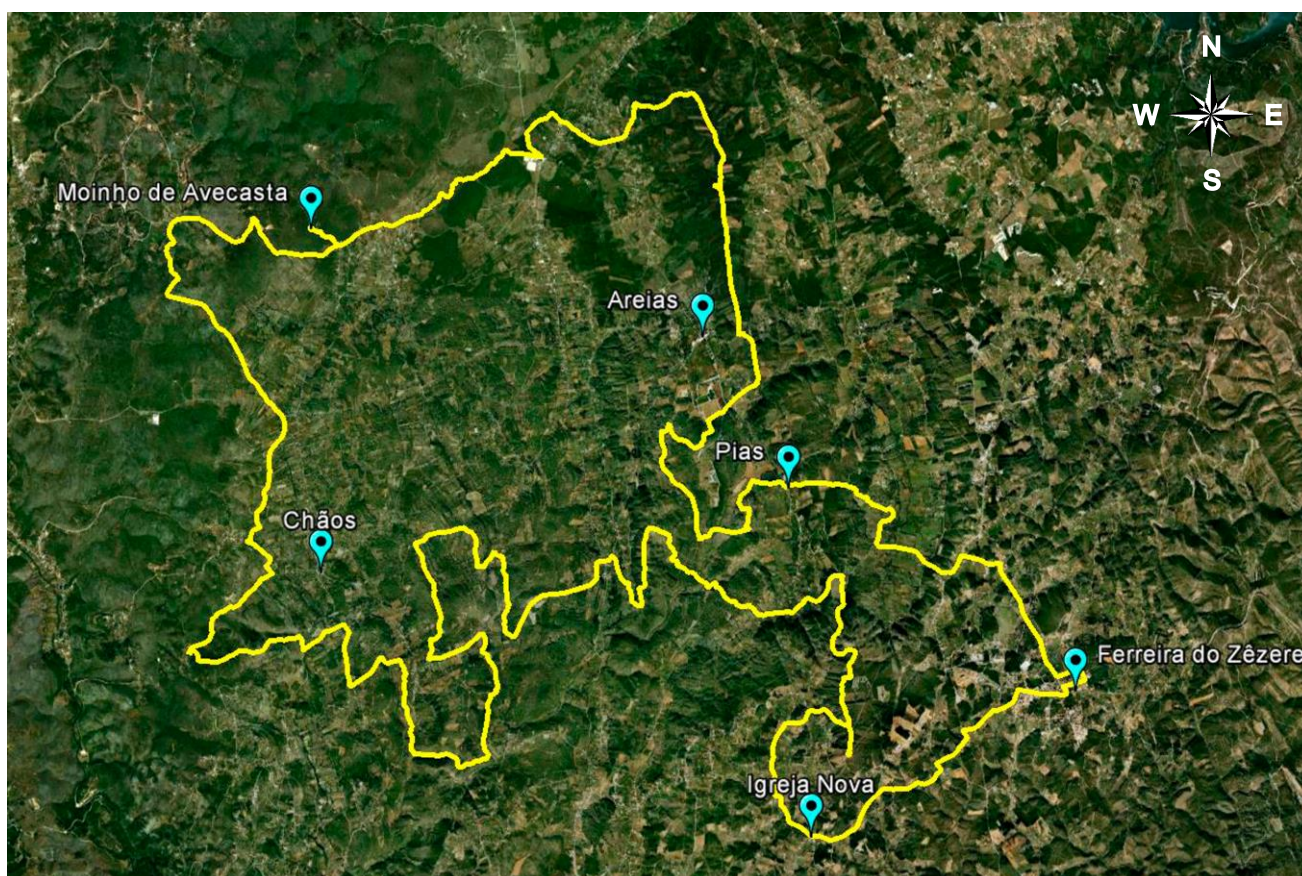 N
W E
S
Moinho de Avecasta
Areias
Pias
Chãos
Ferreira do Zêzere
Igreja Nova